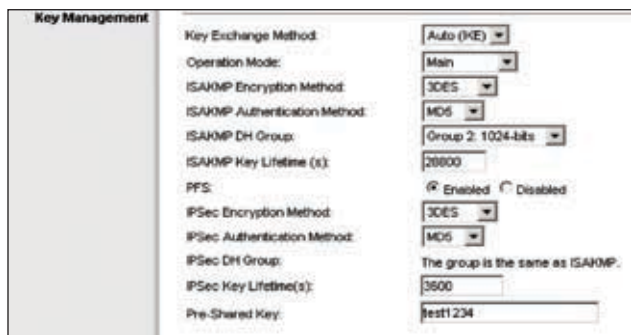 Key Management
Key Exchange Method: Auto (IKE)
Operation Mode: Main
ISAKMP Encryption Method: 3DES
ISAKMP Authentication Method: MD5
ISAKMP DH Group: Group 2: 1024-bits
ISAKMP Key Lifetime (s): 28800
PFS: Enabled Disabled
IPSec Encryption Method: 3DES
IPSec Authentication Method: MD5
IPSec DH Group: The group is the same as ISAKMP.
IPSec Key Lifetime(s): 3600
Pre-Shared Key: test1234